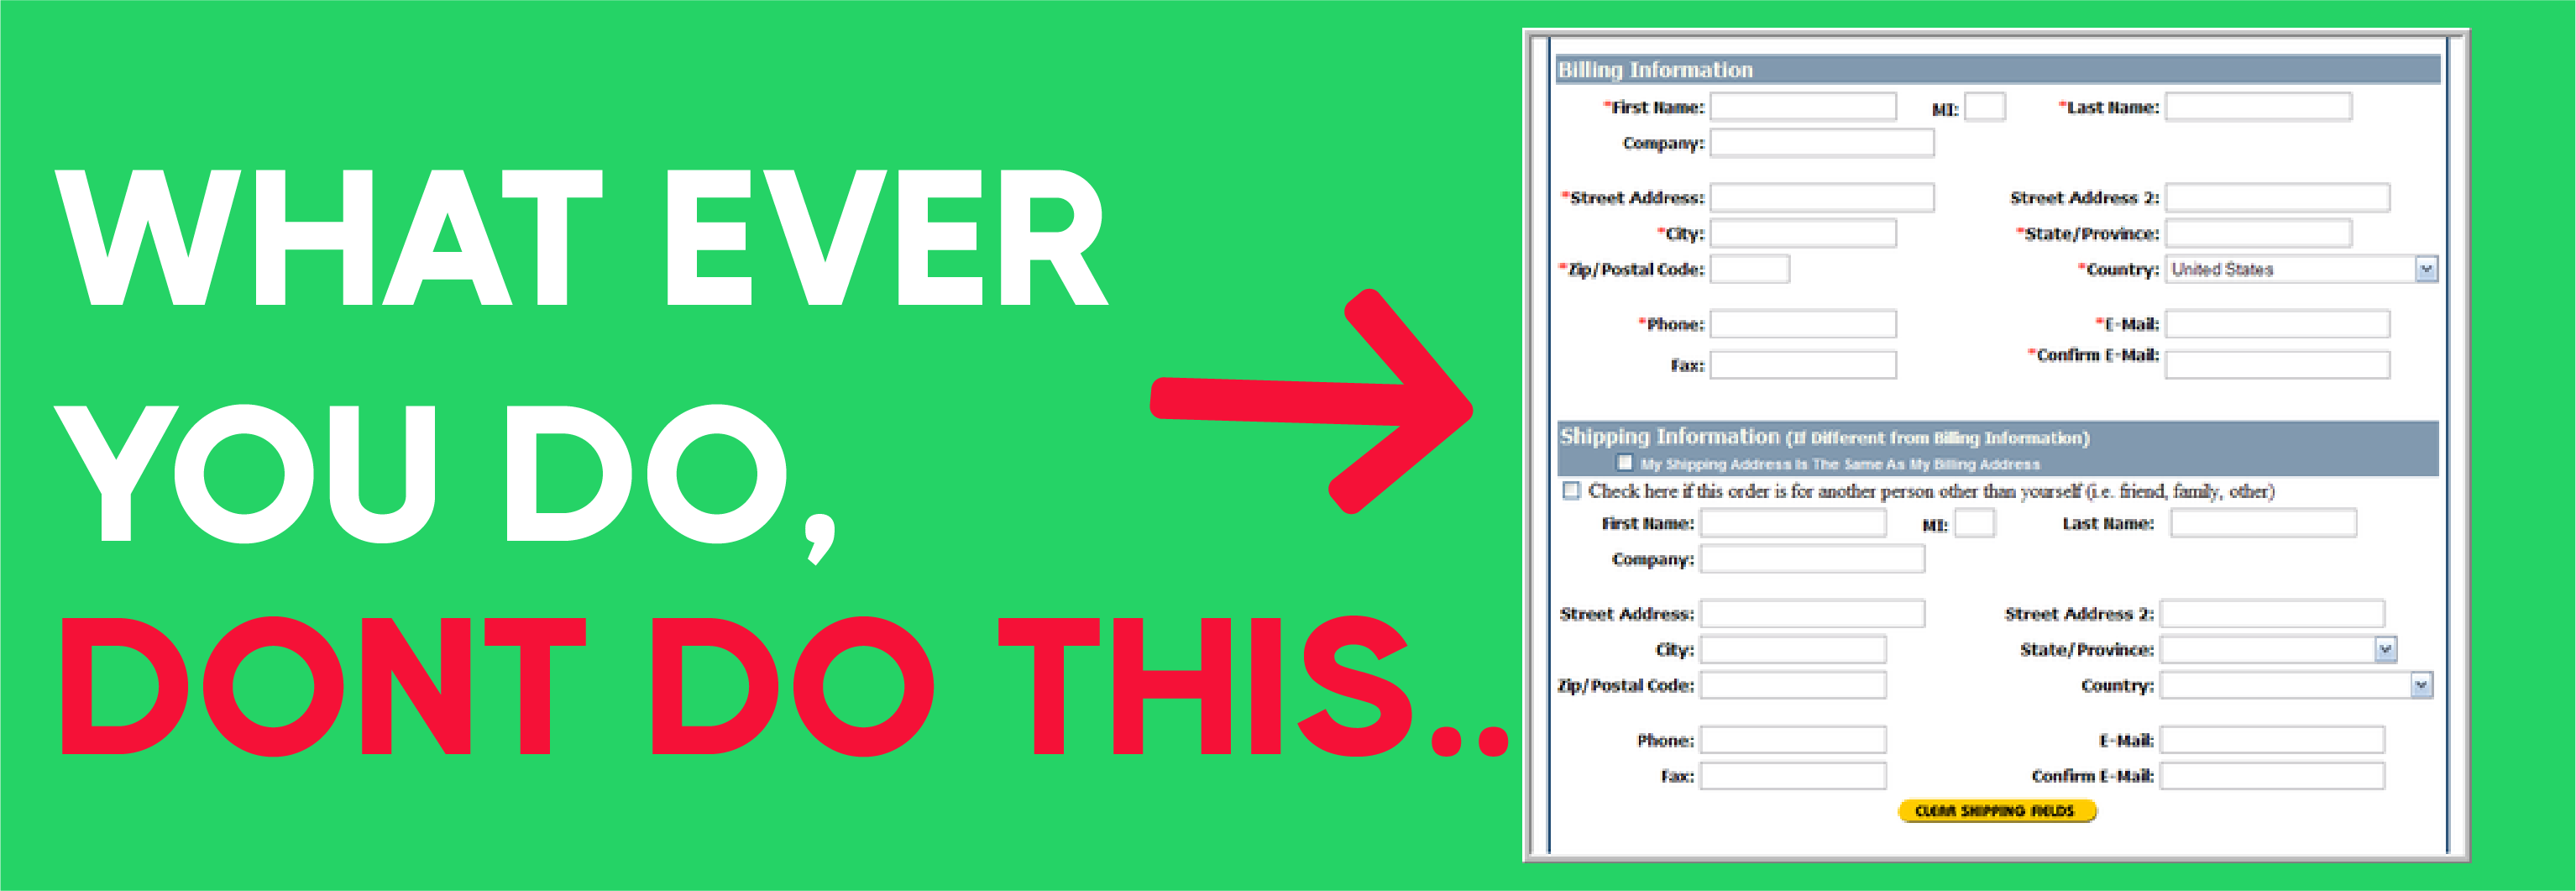 WHAT EVER
YOU DO,
DONT DO THIS..
Billing Information
*First Name: MI: *Last Name:
Company:
*Street Address: Street Address 2:
*City: *State/Province:
*Zip/Postal Code: *Country: United States
*Phone: *E-Mail:
Fax: *Confirm E-Mail:
Shipping Information (If Different from Billing Information)
My Shipping Address Is The Same As My Billing Address
Check here if this order is for another person other than yourself (i.e. friend, family, other)
First Name: MI: Last Name:
Company:
Street Address: Street Address 2:
City: State/Province:
Zip/Postal Code: Country:
Phone: E-Mail:
Fax: Confirm E-Mail:
CLEAR SHIPPING FIELDS